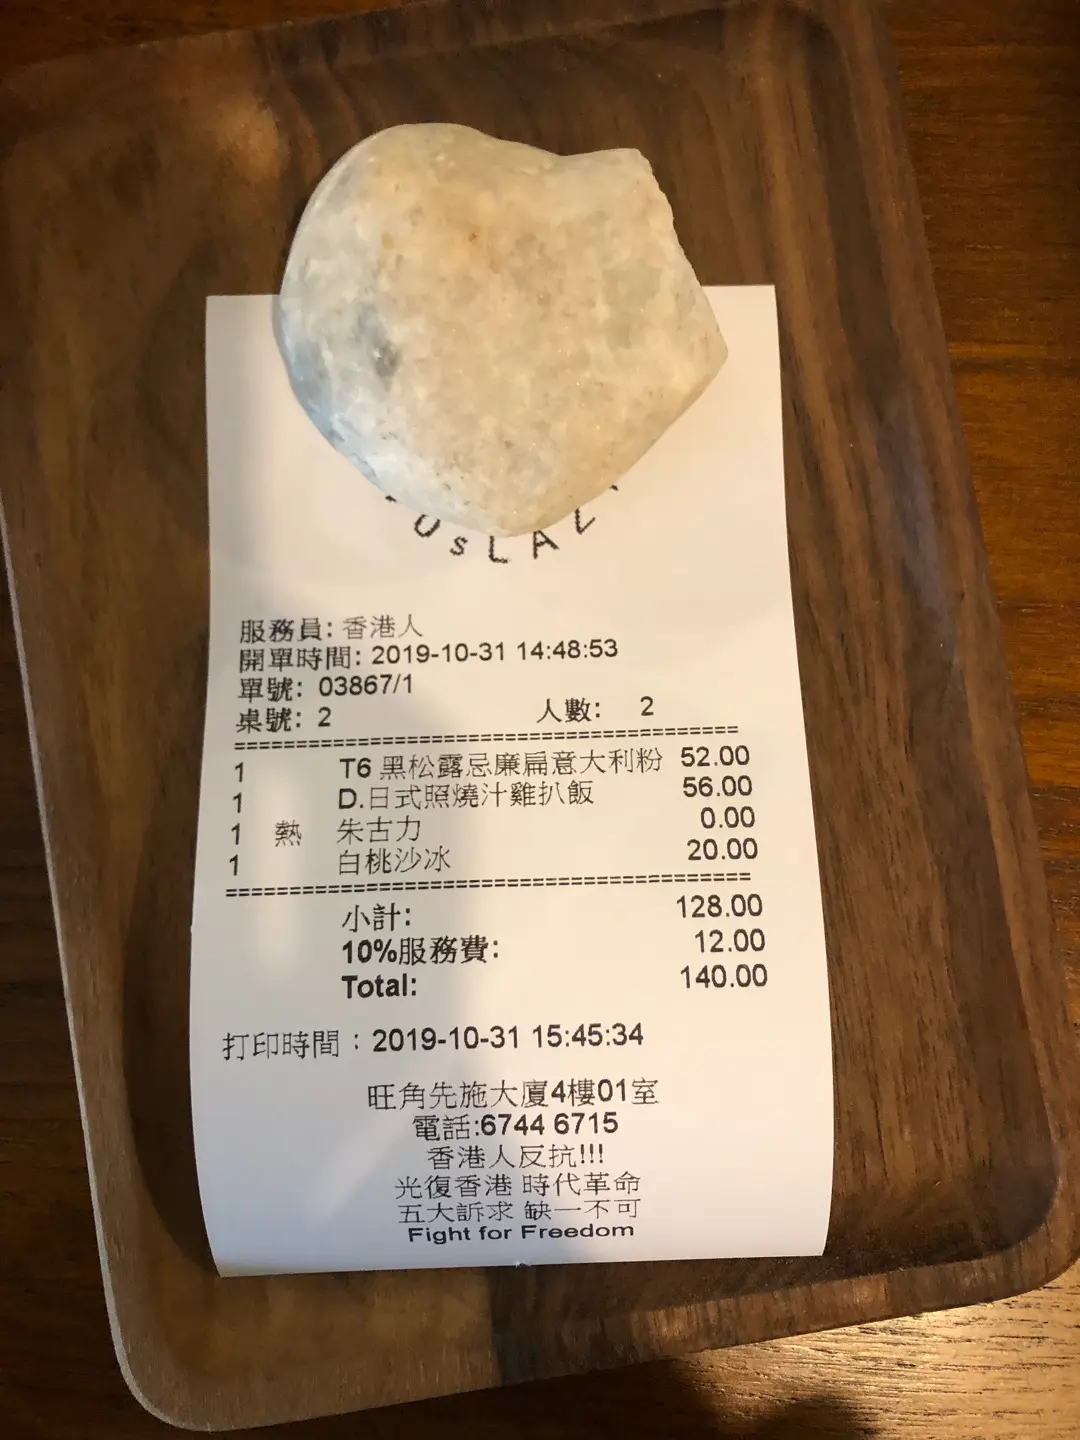 USLAZ
服務員: 香港人
開單時間: 2019-10-31 14:48:53
單號: 03867/1
桌號: 2 人數: 2
1 T6 黑松露忌廉扁意大利粉 52.00
1 D.日式照燒汁雞扒飯 56.00
1 熱 朱古力 0.00
1 白桃沙冰 20.00
小計: 128.00
10%服務費: 12.00
Total: 140.00
打印時間：2019-10-31 15:45:34
旺角先施大廈4樓01室
電話:6744 6715
香港人反抗!!!
光復香港 時代革命
五大訴求 缺一不可
Fight for Freedom